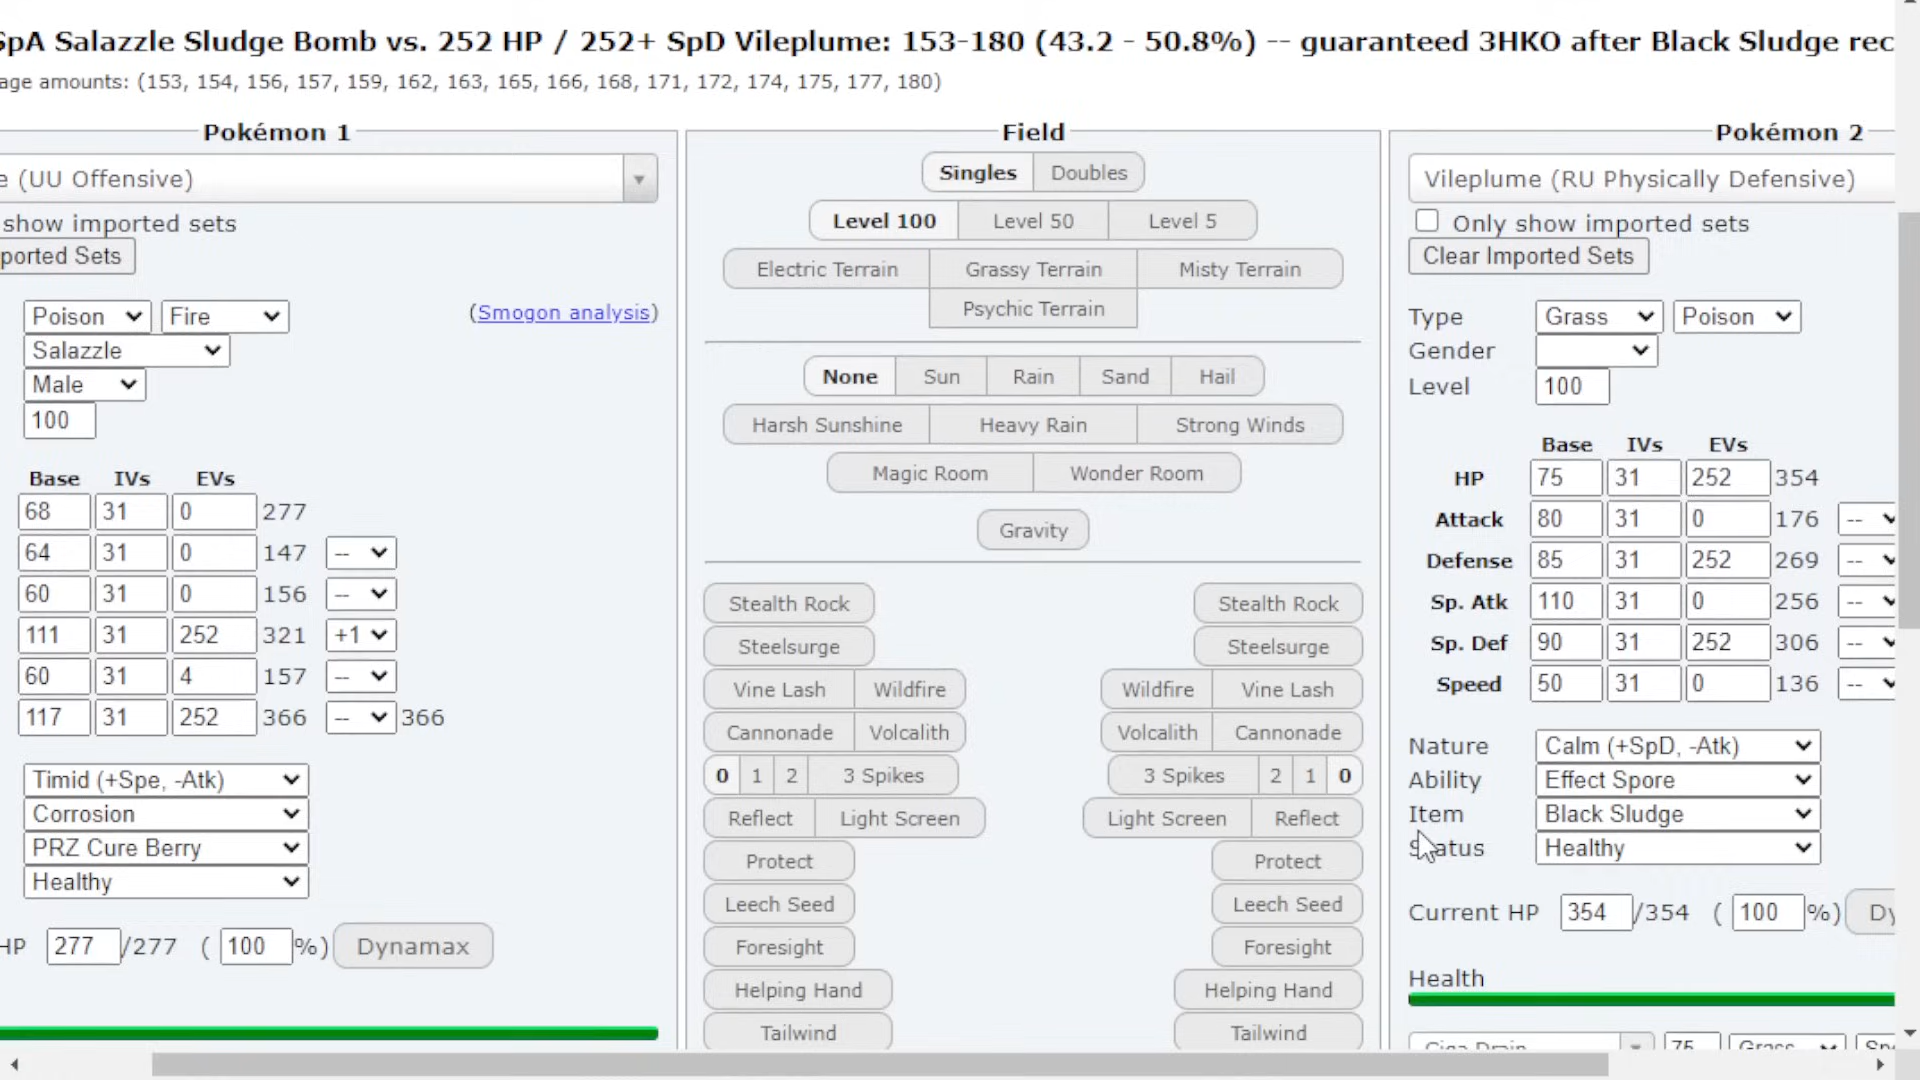 SpA Salazzle Sludge Bomb vs. 252 HP / 252+ SpD Vileplume: 153-180 (43.2 - 50.8%) -- guaranteed 3HKO after Black Sludge rec
age amounts: (153, 154, 156, 157, 159, 162, 163, 165, 166, 168, 171, 172, 174, 175, 177, 180)
Pokémon 1
e (UU Offensive)
show imported sets
ported Sets
Poison Fire (Smogon analysis)
Salazzle
Male
100
Base IVs EVs
68 31 0 277
64 31 0 147 --
60 31 0 156 --
111 31 252 321 +1
60 31 4 157 --
117 31 252 366 -- 366
Timid (+Spe, -Atk)
Corrosion
PRZ Cure Berry
Healthy
HP 277 /277 ( 100 %) Dynamax
Field
Singles Doubles
Level 100 Level 50 Level 5
Electric Terrain Grassy Terrain Misty Terrain
Psychic Terrain
None Sun Rain Sand Hail
Harsh Sunshine Heavy Rain Strong Winds
Magic Room Wonder Room
Gravity
Stealth Rock Stealth Rock
Steelsurge Steelsurge
Vine Lash Wildfire Wildfire Vine Lash
Cannonade Volcalith Volcalith Cannonade
0 1 2 3 Spikes 3 Spikes 2 1 0
Reflect Light Screen Light Screen Reflect
Protect Protect
Leech Seed Leech Seed
Foresight Foresight
Helping Hand Helping Hand
Tailwind Tailwind
Pokémon 2
Vileplume (RU Physically Defensive)
Only show imported sets
Clear Imported Sets
Type Grass Poison
Gender
Level 100
Base IVs EVs
HP 75 31 252 354
Attack 80 31 0 176 --
Defense 85 31 252 269 --
Sp. Atk 110 31 0 256 --
Sp. Def 90 31 252 306 --
Speed 50 31 0 136 --
Nature Calm (+SpD, -Atk)
Ability Effect Spore
Item Black Sludge
Status Healthy
Current HP 354 /354 ( 100 %) Dy
Health
Giga Drain 75 Grass Spe